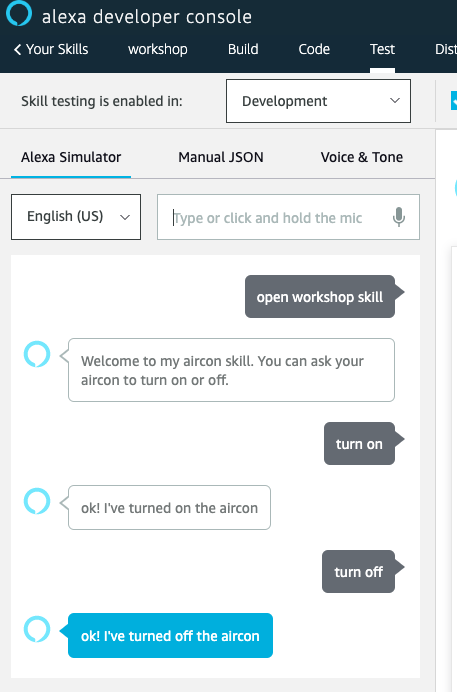 alexa developer console
Your Skills workshop Build Code Test Dist
Skill testing is enabled in: Development
Alexa Simulator Manual JSON Voice & Tone
English (US) Type or click and hold the mic
open workshop skill
Welcome to my aircon skill. You can ask your
aircon to turn on or off.
turn on
ok! I've turned on the aircon
turn off
ok! I've turned off the aircon